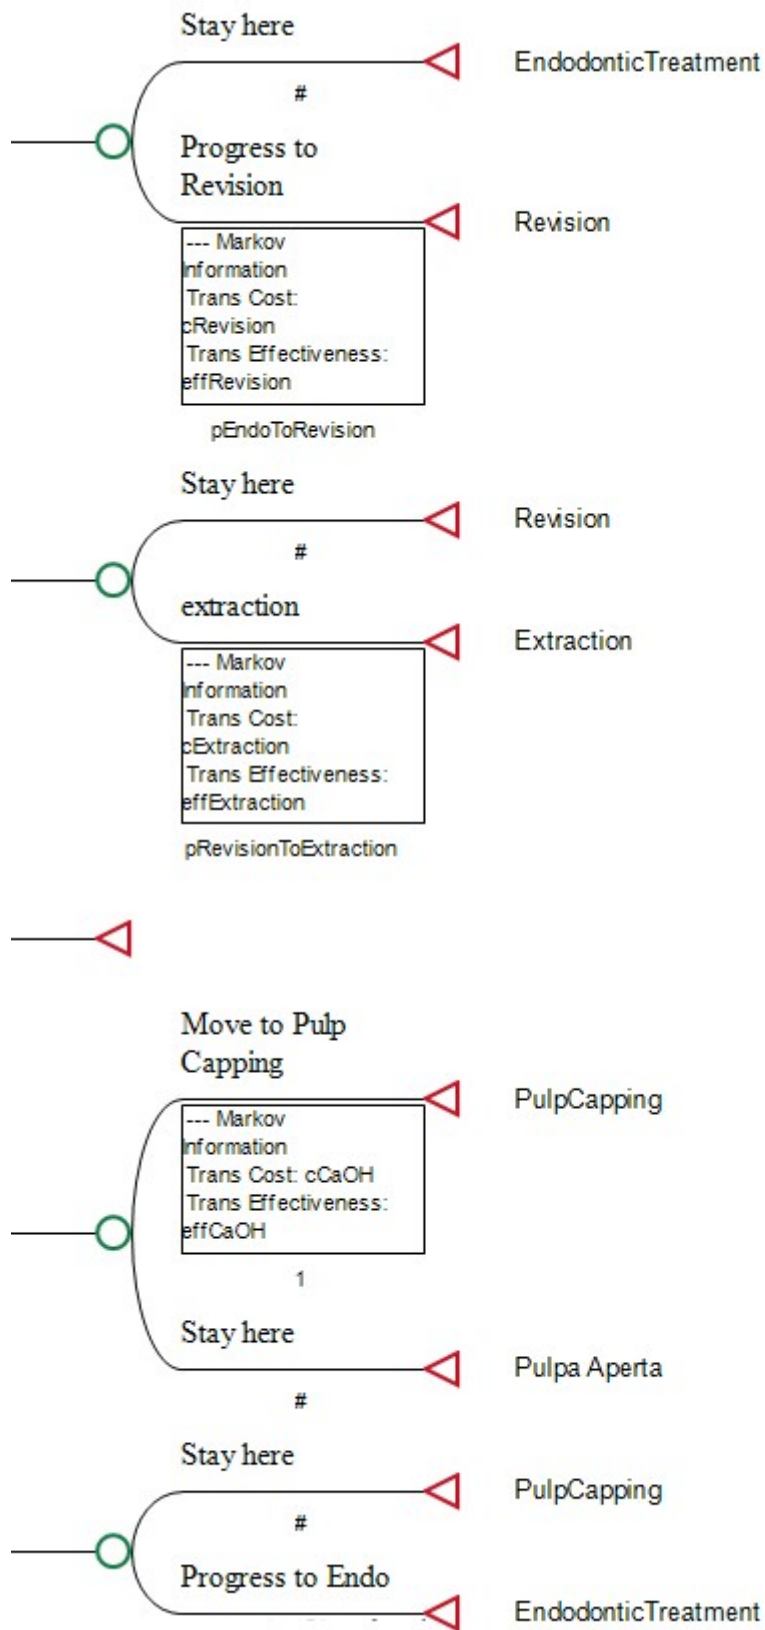 Stay here
EndodonticTreatment
#
Progress to
Revision
Revision
--- Markov
Information
Trans Cost:
cRevision
Trans Effectiveness:
effRevision
pEndoToRevision
Stay here
Revision
#
extraction
Extraction
--- Markov
Information
Trans Cost:
cExtraction
Trans Effectiveness:
effExtraction
pRevisionToExtraction
Move to Pulp
Capping
PulpCapping
--- Markov
Information
Trans Cost: cCaOH
Trans Effectiveness:
effCaOH
1
Stay here
Pulpa Aperta
#
Stay here
PulpCapping
#
Progress to Endo
EndodonticTreatment